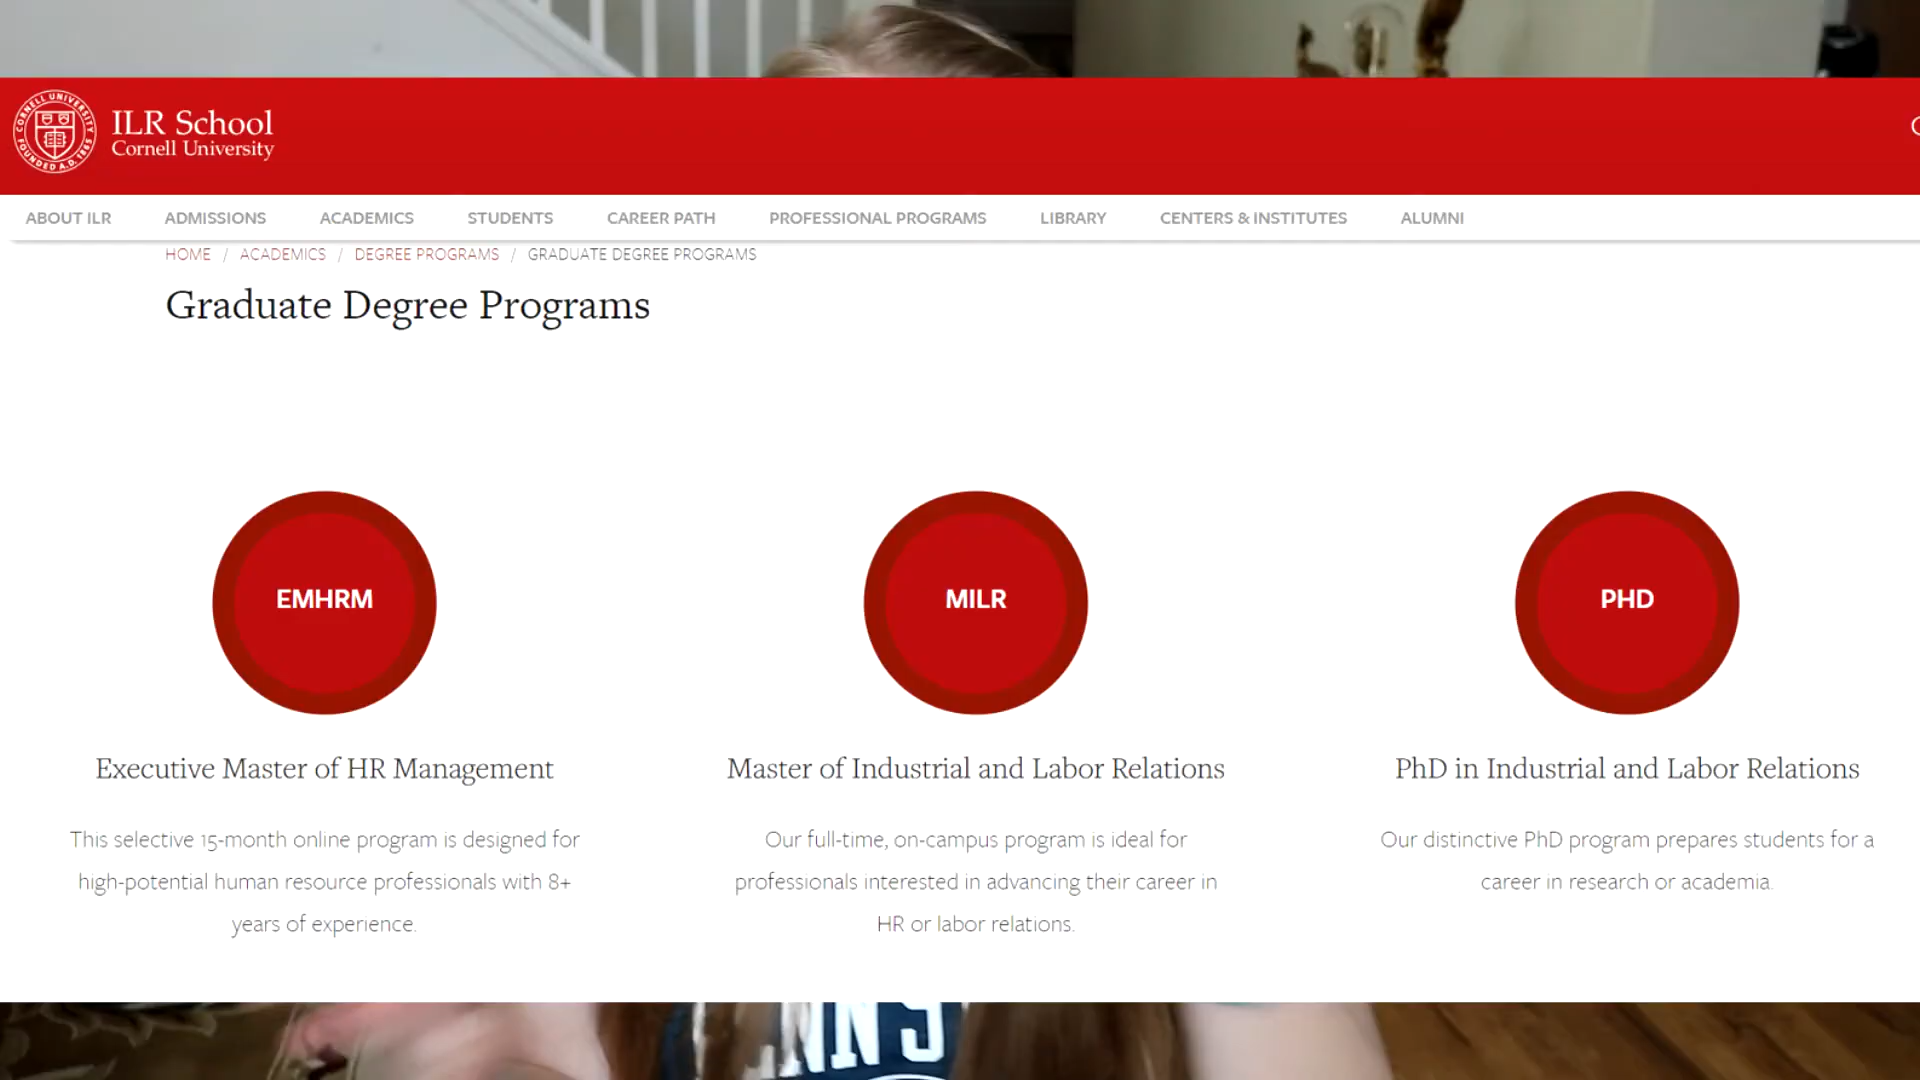 CORNELL UNIVERSITY
FOUNDED A.D. 1865
ILR School
Cornell University
ABOUT ILR ADMISSIONS ACADEMICS STUDENTS CAREER PATH PROFESSIONAL PROGRAMS LIBRARY CENTERS & INSTITUTES ALUMNI
HOME / ACADEMICS / DEGREE PROGRAMS / GRADUATE DEGREE PROGRAMS
Graduate Degree Programs
EMHRM
MILR
PHD
Executive Master of HR Management
This selective 15-month online program is designed for
high-potential human resource professionals with 8+
years of experience.
Master of Industrial and Labor Relations
Our full-time, on-campus program is ideal for
professionals interested in advancing their career in
HR or labor relations.
PhD in Industrial and Labor Relations
Our distinctive PhD program prepares students for a
career in research or academia.